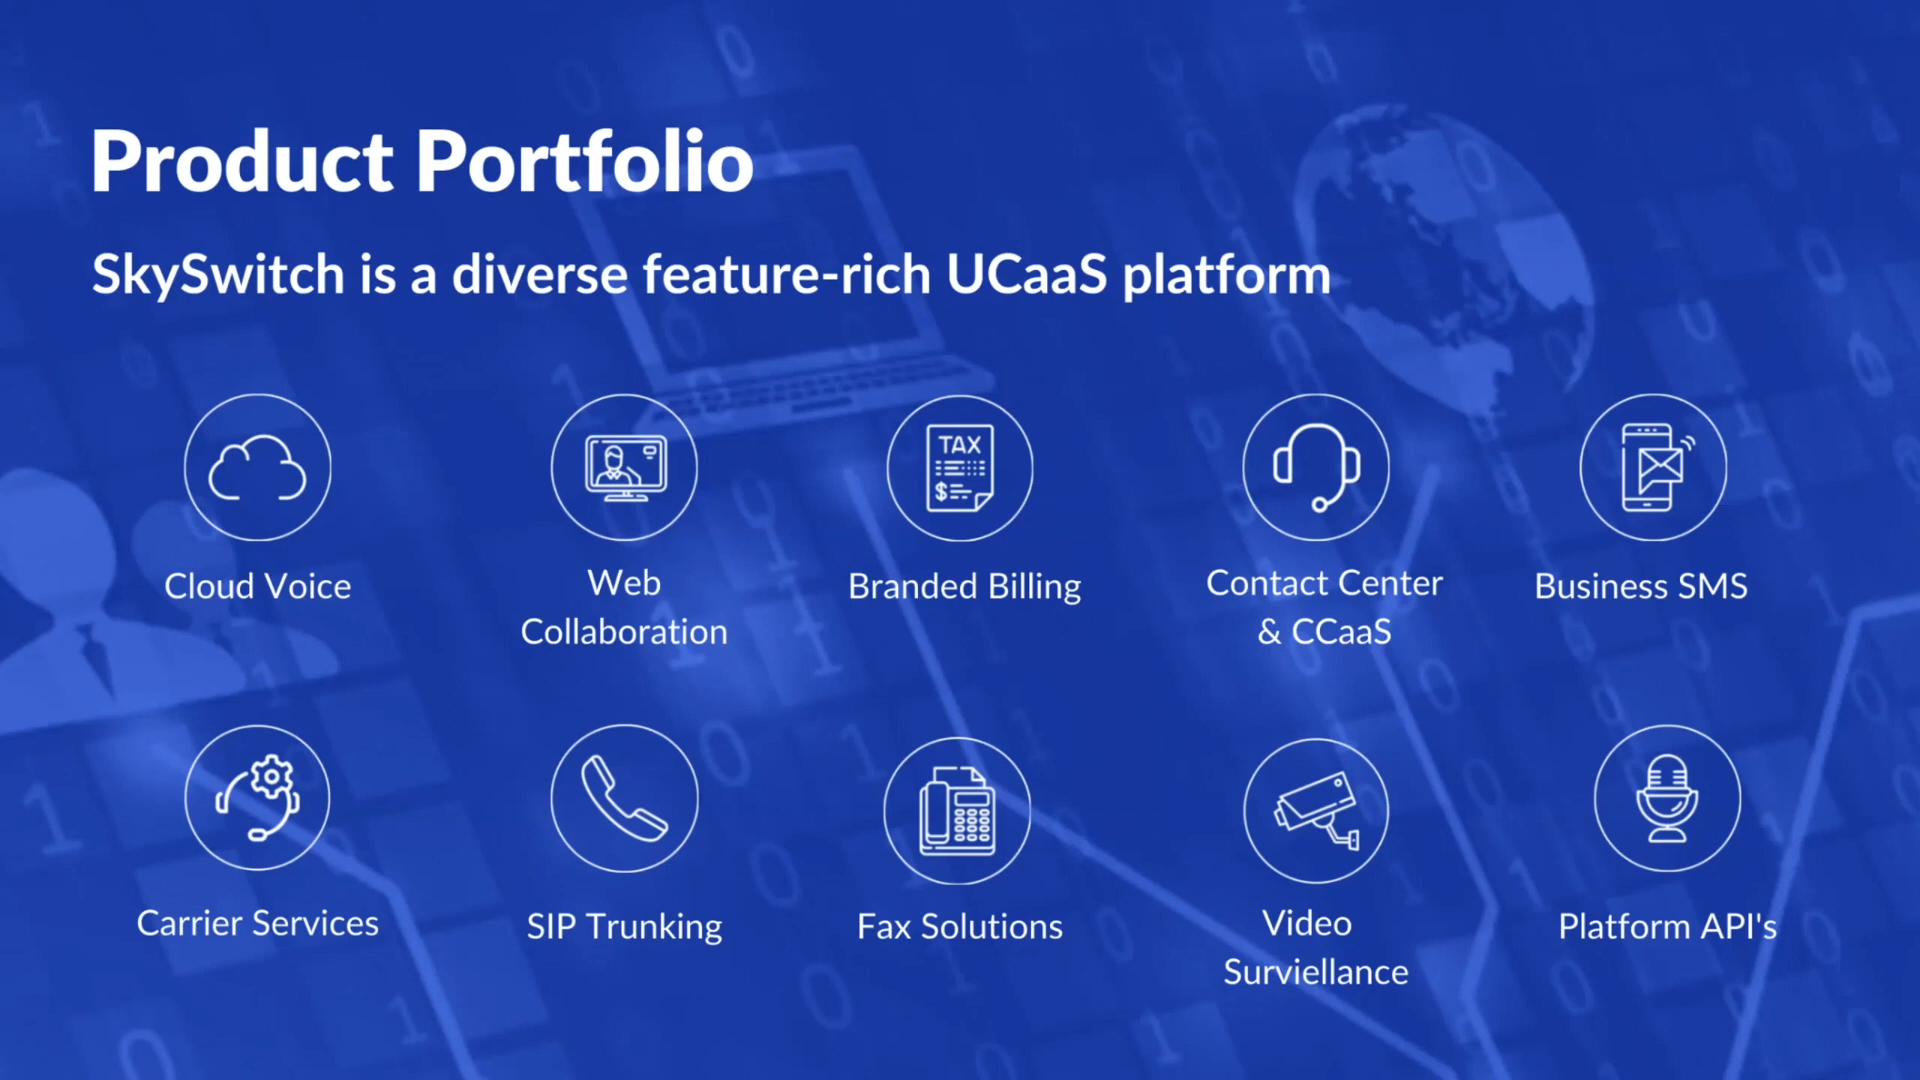 Product Portfolio
SkySwitch is a diverse feature-rich UCaaS platform
TAX
$
Cloud Voice
Web
Collaboration
Branded Billing
Contact Center
& CCaaS
Business SMS
Carrier Services
SIP Trunking
Fax Solutions
Video
Surviellance
Platform API's